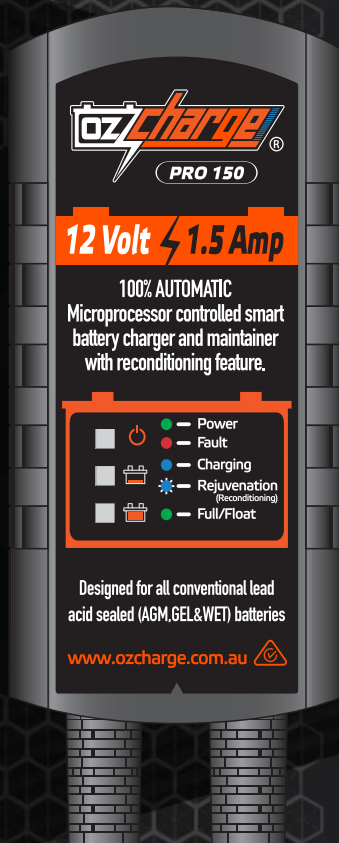 OZ charge ®
PRO 150
12 Volt 1.5 Amp
100% AUTOMATIC
Microprocessor controlled smart
battery charger and maintainer
with reconditioning feature.
Power
Fault
Charging
Rejuvenation
(Reconditioning)
Full/Float
Designed for all conventional lead
acid sealed (AGM,GEL&WET) batteries
www.ozcharge.com.au